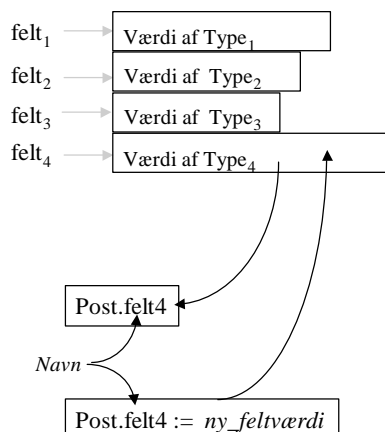 felt₁ Værdi af Type₁
felt₂ Værdi af Type₂
felt₃ Værdi af Type₃
felt₄ Værdi af Type₄
Post.felt4
Navn
Post.felt4 := ny_feltværdi